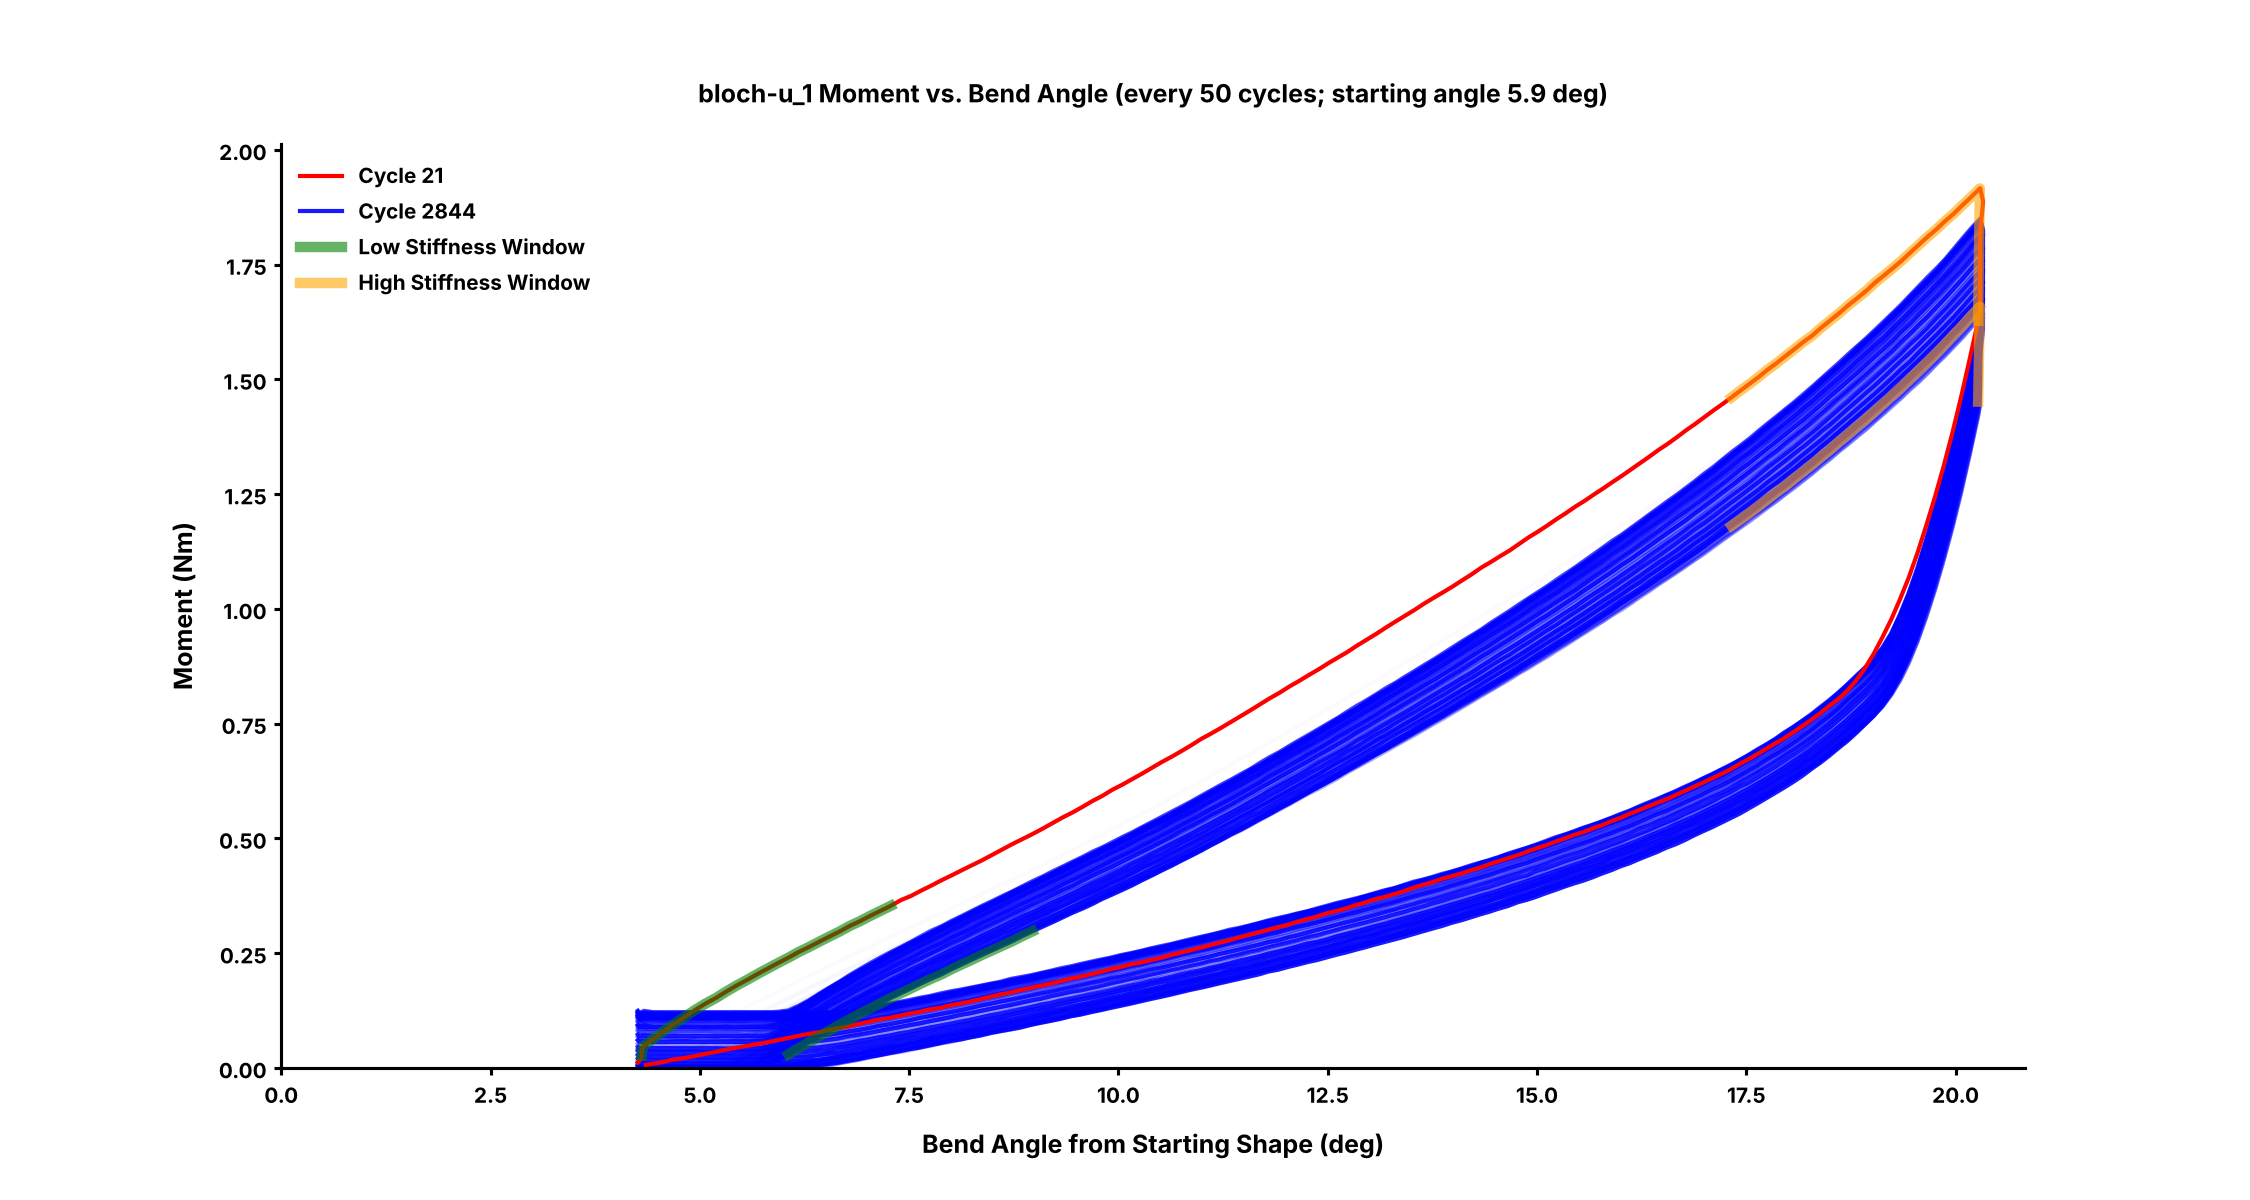 bloch-u_1 Moment vs. Bend Angle (every 50 cycles; starting angle 5.9 deg)
2.00
Cycle 21
Cycle 2844
Low Stiffness Window
High Stiffness Window
1.75
1.50
1.25
1.00
0.75
0.50
0.25
0.00
Moment (Nm)
0.0 2.5 5.0 7.5 10.0 12.5 15.0 17.5 20.0
Bend Angle from Starting Shape (deg)